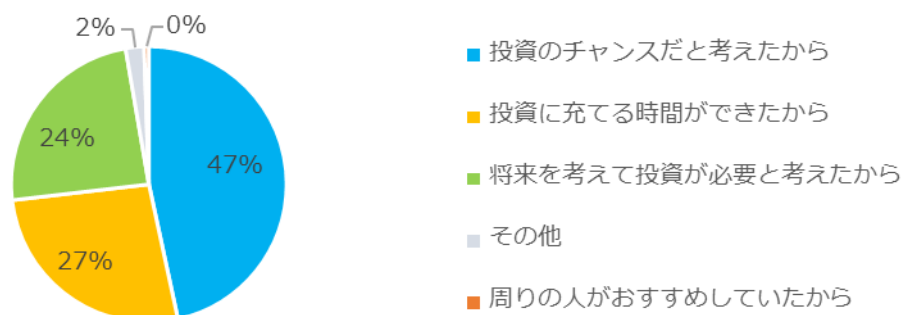 2%
0%
投資のチャンスだと考えたから
投資に充てる時間ができたから
24%
47%
将来を考えて投資が必要と考えたから
その他
27%
周りの人がおすすめしていたから